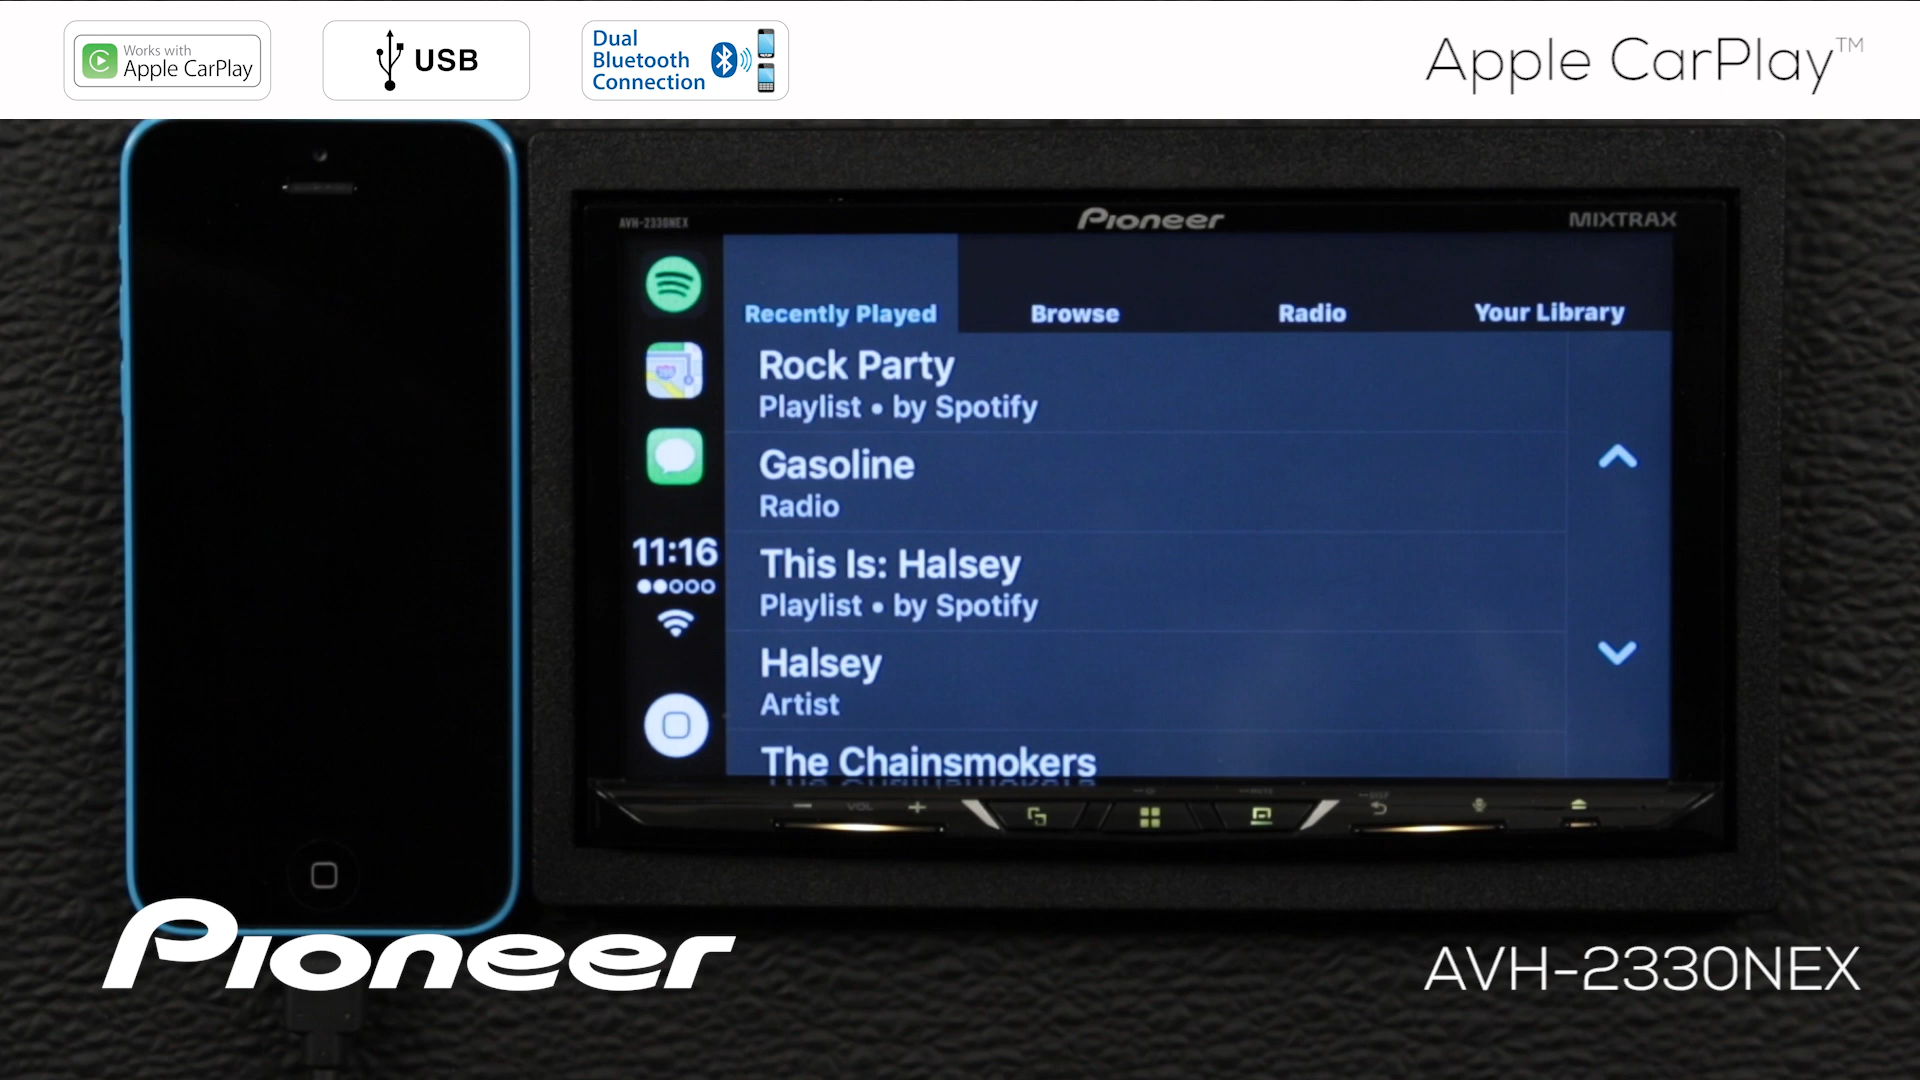 Works with
Apple CarPlay
USB
Dual
Bluetooth
Connection
Apple CarPlay™
AVH-2330NEX
Pioneer
MIXTRAX
Recently Played
Browse
Radio
Your Library
Rock Party
Playlist • by Spotify
Gasoline
Radio
This Is: Halsey
Playlist • by Spotify
11:16
Halsey
Artist
The Chainsmokers
VOL
MUTE
DISP
Pioneer
AVH-2330NEX